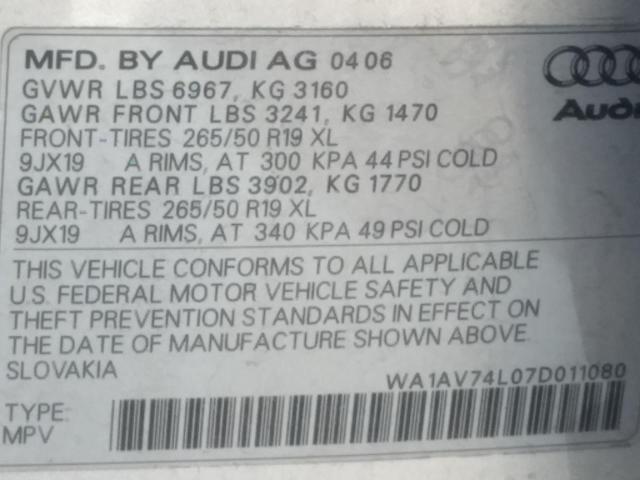 MFD. BY AUDI AG 04 06
GVWR LBS 6967, KG 3160
GAWR FRONT LBS 3241, KG 1470
FRONT-TIRES 265/50 R19 XL
9JX19 A RIMS, AT 300 KPA 44 PSI COLD
GAWR REAR LBS 3902, KG 1770
REAR-TIRES 265/50 R19 XL
9JX19 A RIMS, AT 340 KPA 49 PSI COLD
Audi
THIS VEHICLE CONFORMS TO ALL APPLICABLE
U.S. FEDERAL MOTOR VEHICLE SAFETY AND
THEFT PREVENTION STANDARDS IN EFFECT ON
THE DATE OF MANUFACTURE SHOWN ABOVE
SLOVAKIA
WA1AV74L07D011080
TYPE:
MPV